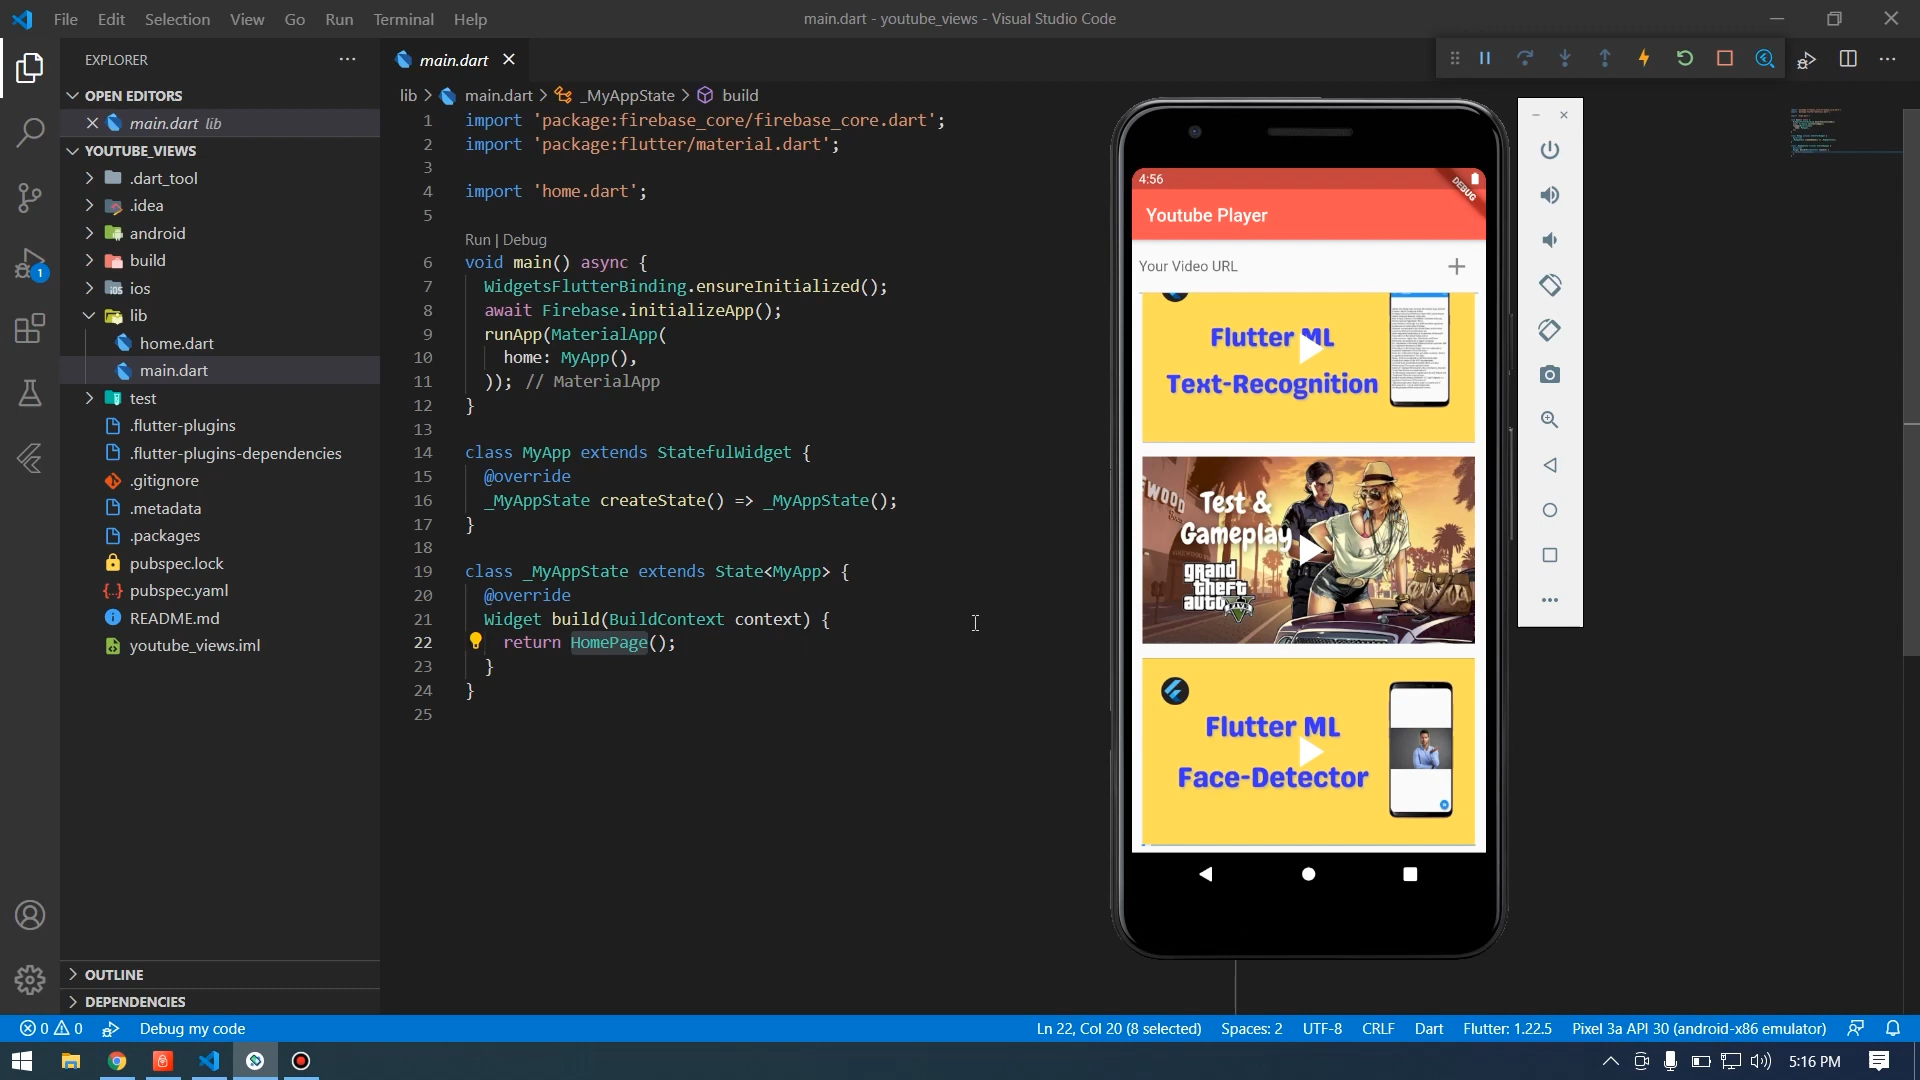 File Edit Selection View Go Run Terminal Help
main.dart - youtube_views - Visual Studio Code
EXPLORER
OPEN EDITORS
main.dart lib
YOUTUBE_VIEWS
.dart_tool
.idea
android
build
ios
lib
home.dart
main.dart
test
.flutter-plugins
.flutter-plugins-dependencies
.gitignore
.metadata
.packages
pubspec.lock
pubspec.yaml
README.md
youtube_views.iml
OUTLINE
DEPENDENCIES
1
main.dart
lib > main.dart > _MyAppState > build
1 import 'package:firebase_core/firebase_core.dart';
2 import 'package:flutter/material.dart';
3
4 import 'home.dart';
5
Run | Debug
6 void main() async {
7 WidgetsFlutterBinding.ensureInitialized();
8 await Firebase.initializeApp();
9 runApp(MaterialApp(
10 home: MyApp(),
11 )); // MaterialApp
12 }
13
14 class MyApp extends StatefulWidget {
15 @override
16 _MyAppState createState() => _MyAppState();
17 }
18
19 class _MyAppState extends State<MyApp> {
20 @override
21 Widget build(BuildContext context) {
22 return HomePage();
23 }
24 }
25
4:56
DEBUG
Youtube Player
Your Video URL
Flutter ML
Text-Recognition
Test &
Gameplay
grand
theft
auto
FIVE
Flutter ML
Face-Detector
0 0 Debug my code
Ln 22, Col 20 (8 selected) Spaces: 2 UTF-8 CRLF Dart Flutter: 1.22.5 Pixel 3a API 30 (android-x86 emulator)
5:16 PM